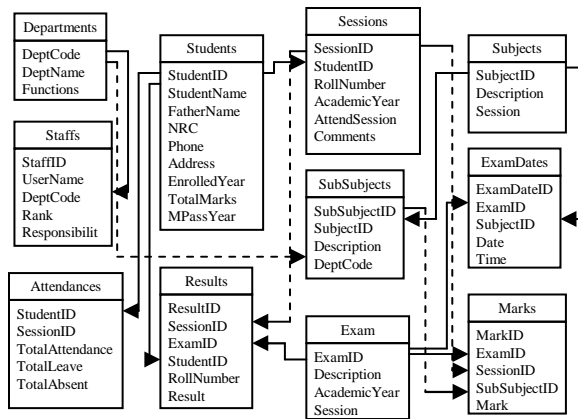 Departments
DeptCode
DeptName
Functions
Staffs
StaffID
UserName
DeptCode
Rank
Responsibilit
Attendances
StudentID
SessionID
TotalAttendance
TotalLeave
TotalAbsent
Students
StudentID
StudentName
FatherName
NRC
Phone
Address
EnrolledYear
TotalMarks
MPassYear
Results
ResultID
SessionID
ExamID
StudentID
RollNumber
Result
Sessions
SessionID
StudentID
RollNumber
AcademicYear
AttendSession
Comments
SubSubjects
SubSubjectID
SubjectID
Description
DeptCode
Exam
ExamID
Description
AcademicYear
Session
Subjects
SubjectID
Description
Session
ExamDates
ExamDateID
ExamID
SubjectID
Date
Time
Marks
MarkID
ExamID
SessionID
SubSubjectID
Mark